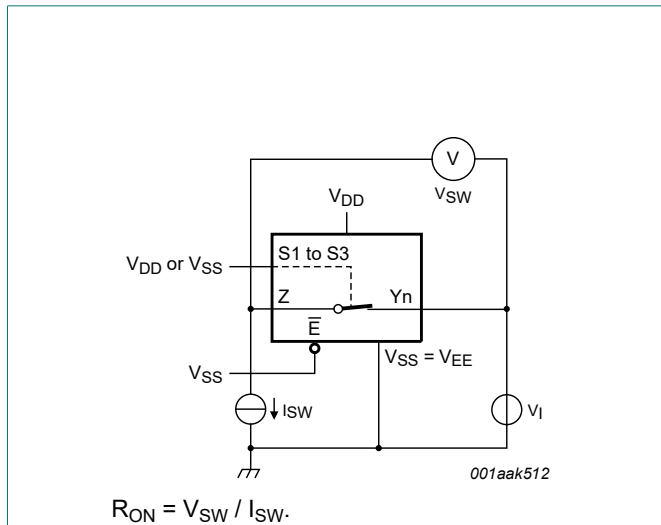 V
VSW
VDD
S1 to S3
VDD or VSS
Z
Yn
E̅
VSS = VEE
VSS
ISW
VI
001aak512
RON = VSW / ISW.